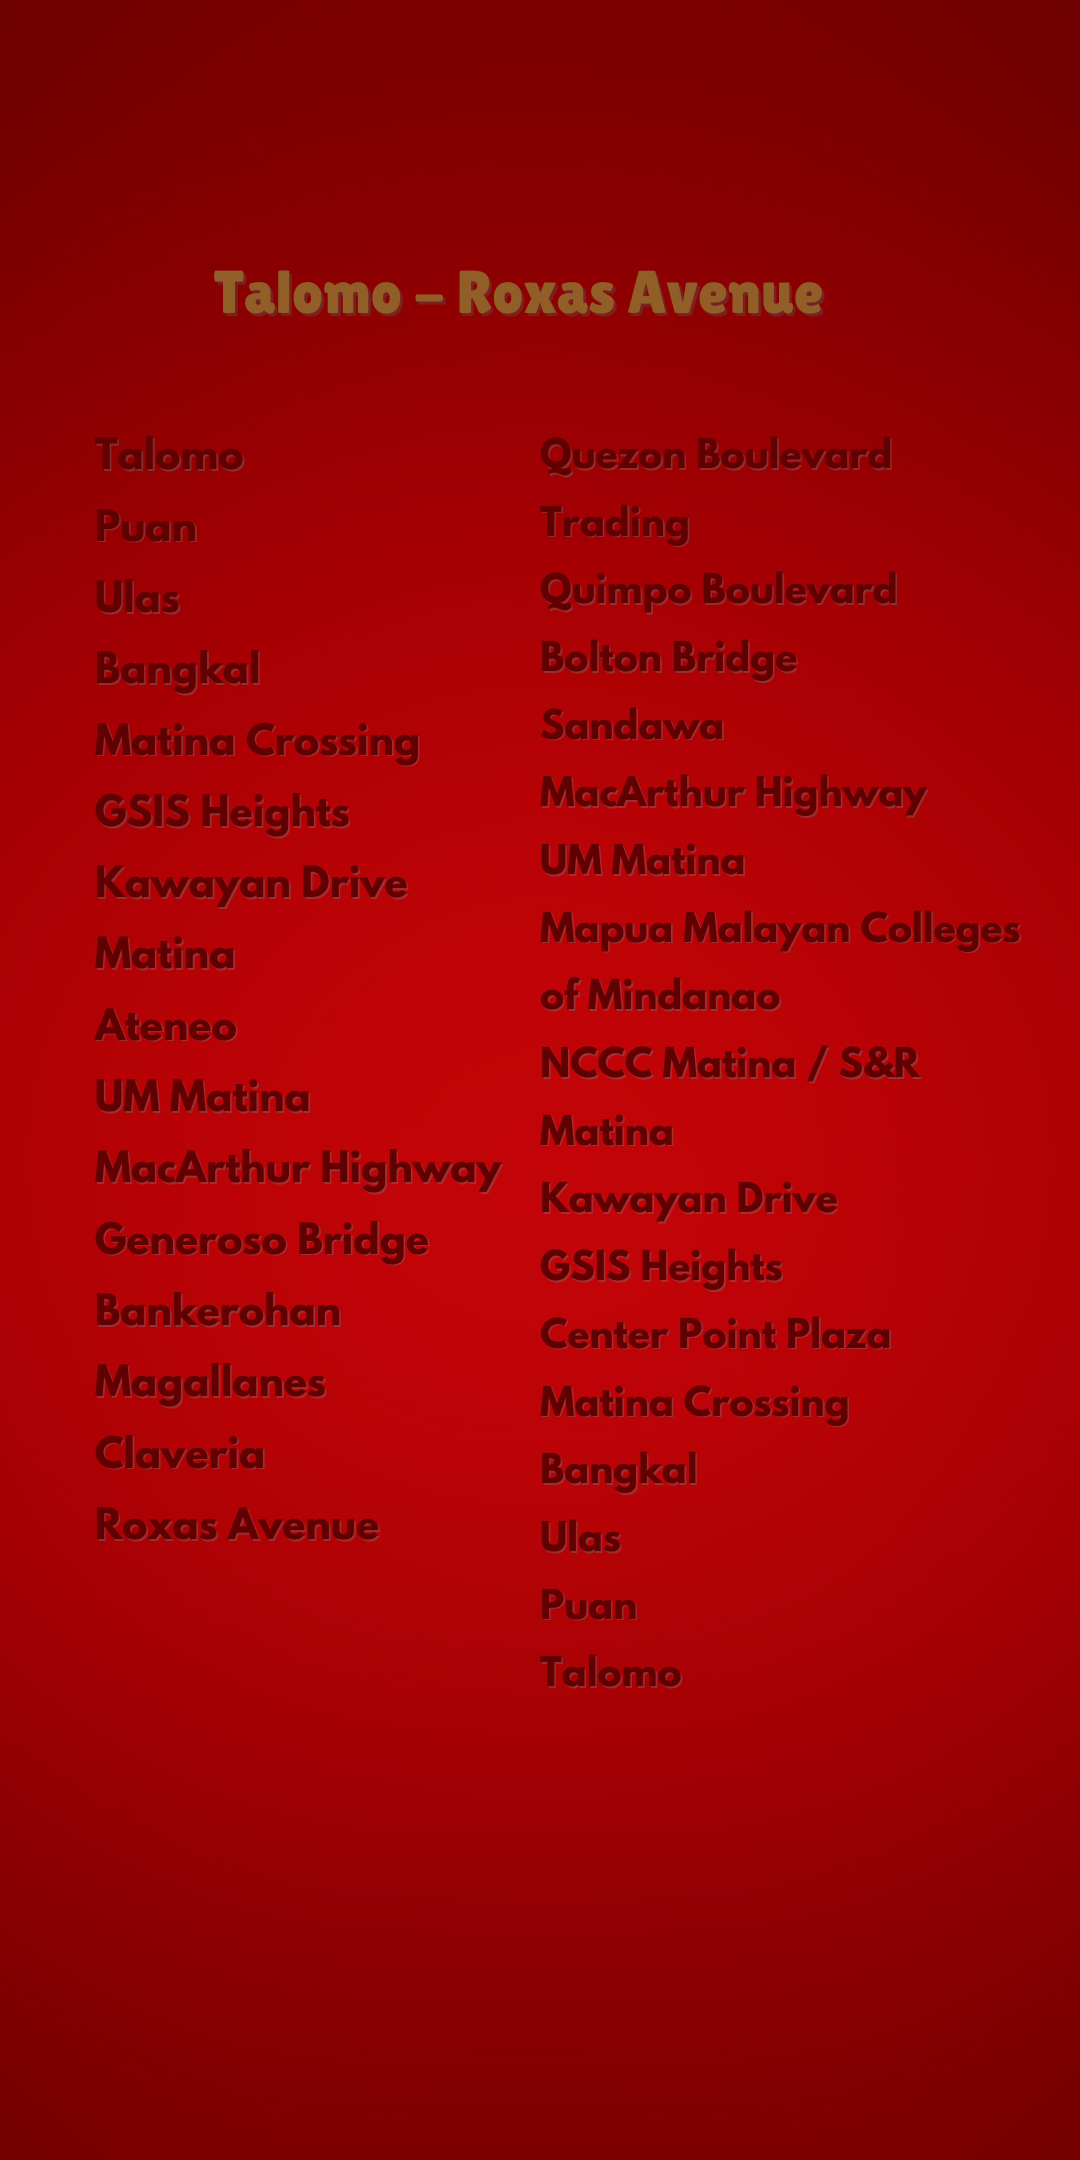 Talomo - Roxas Avenue
Talomo
Puan
Ulas
Bangkal
Matina Crossing
GSIS Heights
Kawayan Drive
Matina
Ateneo
UM Matina
MacArthur Highway
Generoso Bridge
Bankerohan
Magallanes
Claveria
Roxas Avenue
Quezon Boulevard
Trading
Quimpo Boulevard
Bolton Bridge
Sandawa
MacArthur Highway
UM Matina
Mapua Malayan Colleges
of Mindanao
NCCC Matina / S&R
Matina
Kawayan Drive
GSIS Heights
Center Point Plaza
Matina Crossing
Bangkal
Ulas
Puan
Talomo